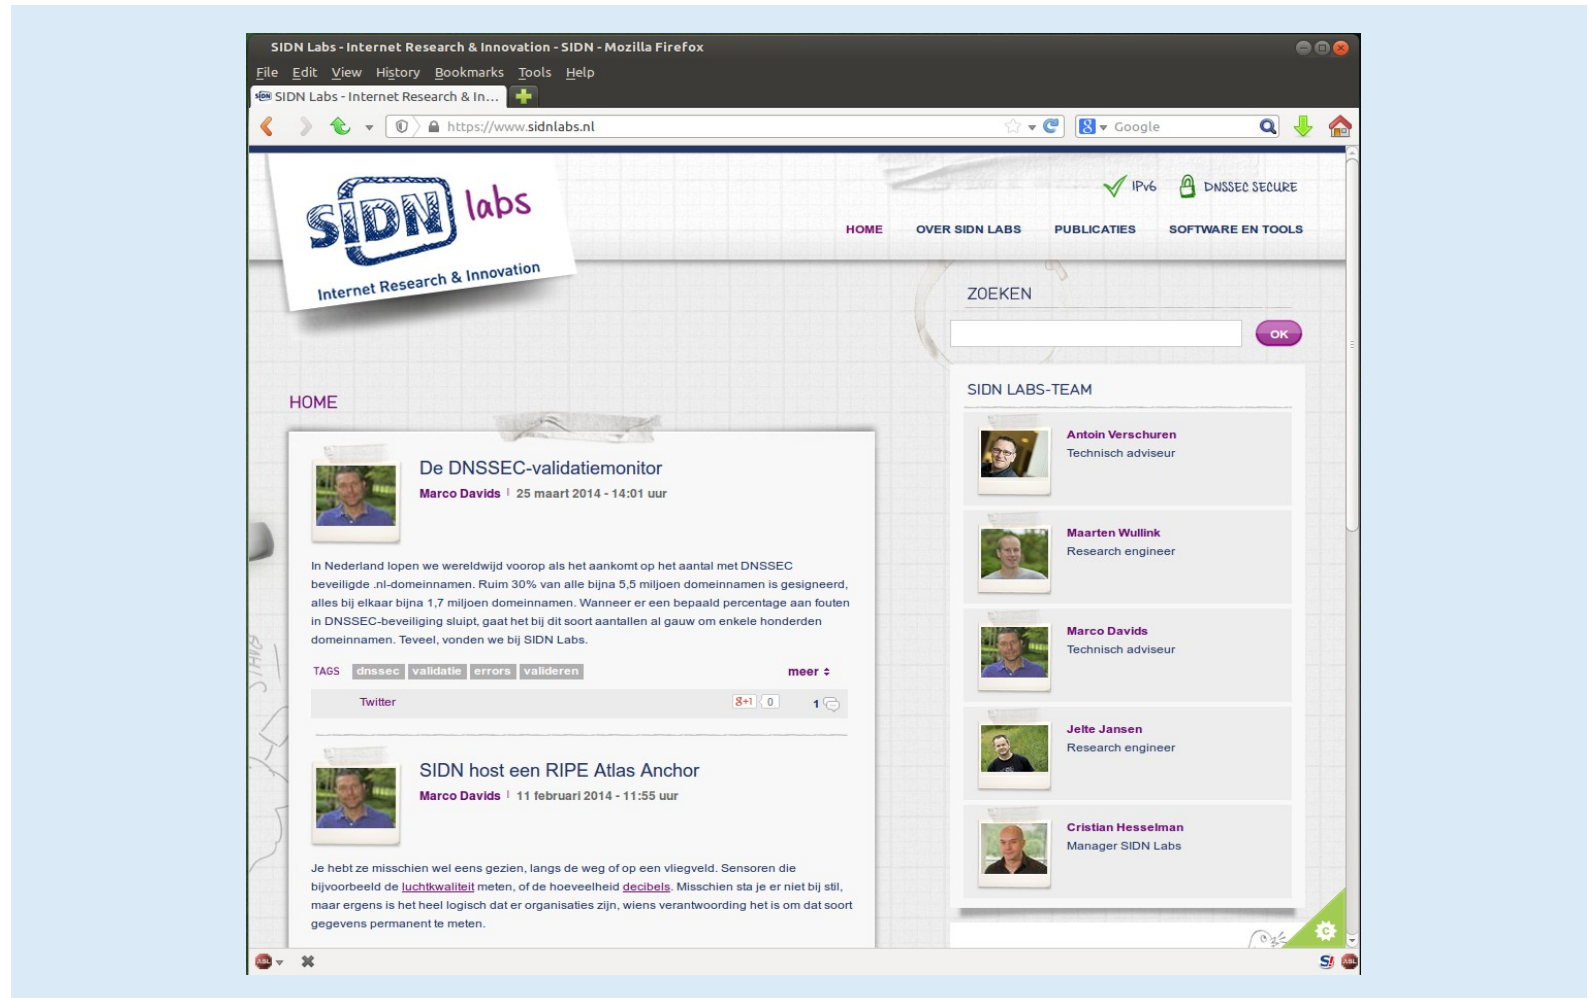 SIDN Labs - Internet Research & Innovation - SIDN - Mozilla Firefox
File Edit View History Bookmarks Tools Help
SIDN Labs - Internet Research & In...
https://www.sidnlabs.nl
Google
SIDN labs
Internet Research & Innovation
IPv6 DNSSEC SECURE
HOME OVER SIDN LABS PUBLICATIES SOFTWARE EN TOOLS
ZOEKEN
OK
HOME
De DNSSEC-validatiemonitor
Marco Davids | 25 maart 2014 - 14:01 uur
In Nederland lopen we wereldwijd voorop als het aankomt op het aantal met DNSSEC
beveiligde .nl-domeinnamen. Ruim 30% van alle bijna 5,5 miljoen domeinnamen is gesigneerd,
alles bij elkaar bijna 1,7 miljoen domeinnamen. Wanneer er een bepaald percentage aan fouten
in DNSSEC-beveiliging sluipt, gaat het bij dit soort aantallen al gauw om enkele honderden
domeinnamen. Teveel, vonden we bij SIDN Labs.
TAGS dnssec validatie errors valideren meer
Twitter g+1 0 1
SIDN host een RIPE Atlas Anchor
Marco Davids | 11 februari 2014 - 11:55 uur
Je hebt ze misschien wel eens gezien, langs de weg of op een vliegveld. Sensoren die
bijvoorbeeld de luchtkwaliteit meten, of de hoeveelheid decibels. Misschien sta je er niet bij stil,
maar ergens is het heel logisch dat er organisaties zijn, wiens verantwoording het is om dat soort
gegevens permanent te meten.
SIDN LABS-TEAM
Antoin Verschuren
Technisch adviseur
Maarten Wullink
Research engineer
Marco Davids
Technisch adviseur
Jelte Jansen
Research engineer
Cristian Hesselman
Manager SIDN Labs